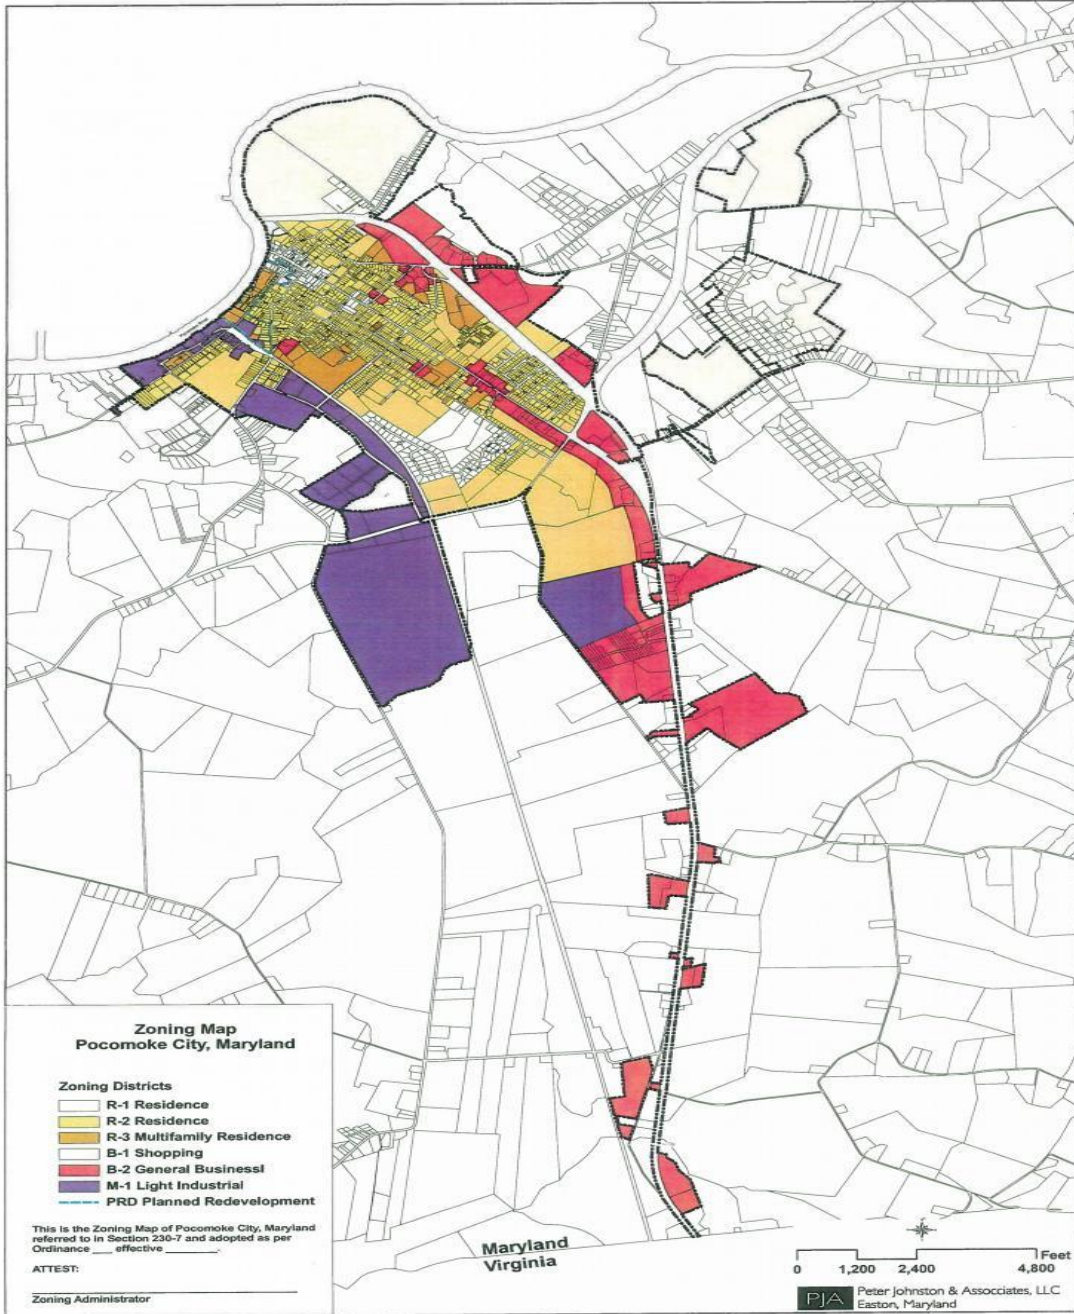 Zoning Map
Pocomoke City, Maryland
Zoning Districts
R-1 Residence
R-2 Residence
R-3 Multifamily Residence
B-1 Shopping
B-2 General Businessl
M-1 Light Industrial
PRD Planned Redevelopment
This is the Zoning Map of Pocomoke City, Maryland
referred to in Section 230-7 and adopted as per
Ordinance ___ effective _______.
ATTEST:
Zoning Administrator
Maryland
Virginia
Feet
0 1,200 2,400 4,800
PJA
Peter Johnston & Assocciates, LLC
Easton, Maryland